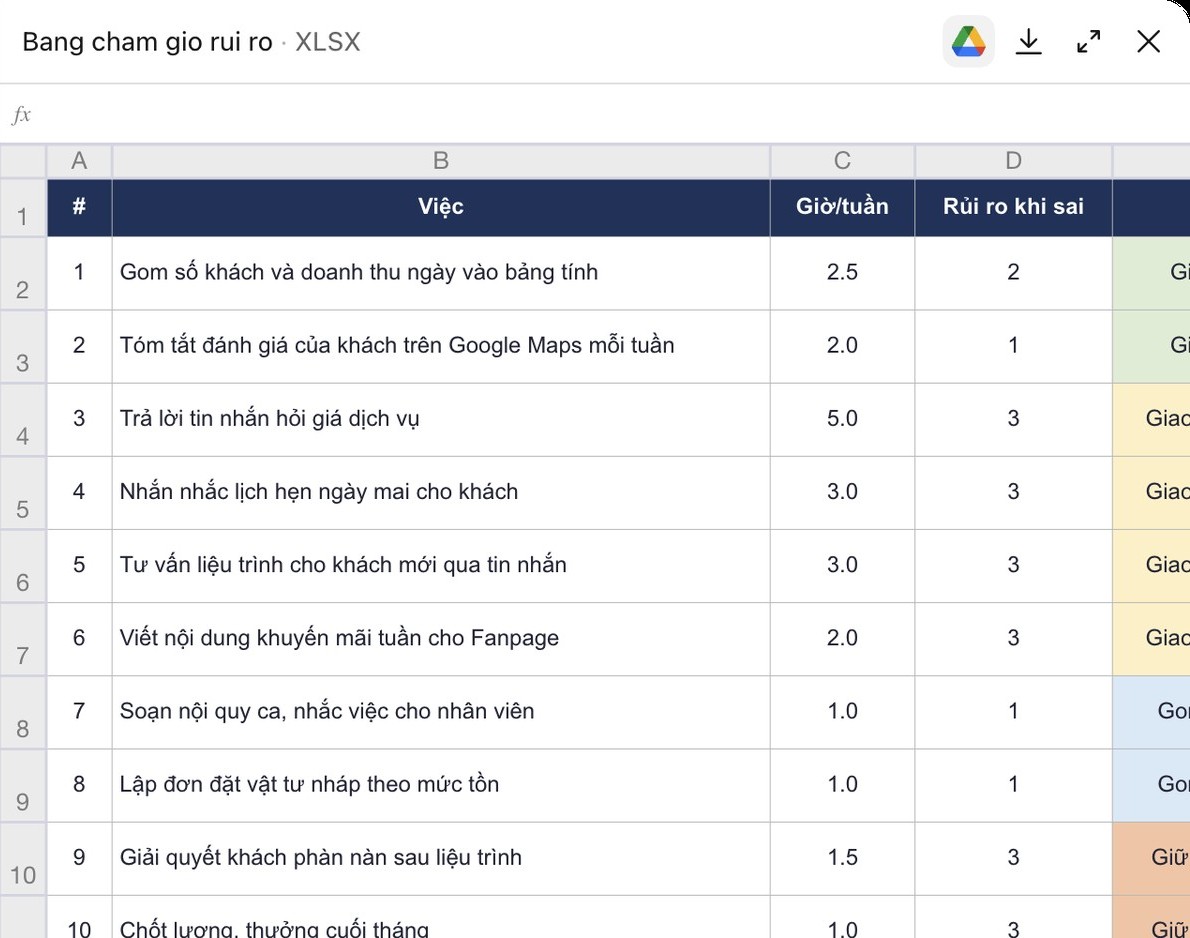 Bang cham gio rui ro · XLSX
fx
A B C D
1 # Việc Giờ/tuần Rủi ro khi sai
2 1 Gom số khách và doanh thu ngày vào bảng tính 2.5 2
3 2 Tóm tắt đánh giá của khách trên Google Maps mỗi tuần 2.0 1
4 3 Trả lời tin nhắn hỏi giá dịch vụ 5.0 3 Giao
5 4 Nhắn nhắc lịch hẹn ngày mai cho khách 3.0 3 Giao
6 5 Tư vấn liệu trình cho khách mới qua tin nhắn 3.0 3 Giao
7 6 Viết nội dung khuyến mãi tuần cho Fanpage 2.0 3 Giao
8 7 Soạn nội quy ca, nhắc việc cho nhân viên 1.0 1
9 8 Lập đơn đặt vật tư nháp theo mức tồn 1.0 1
10 9 Giải quyết khách phàn nàn sau liệu trình 1.5 3 Giữ
10 Chốt lương, thưởng cuối tháng 1.0 3 Giữ